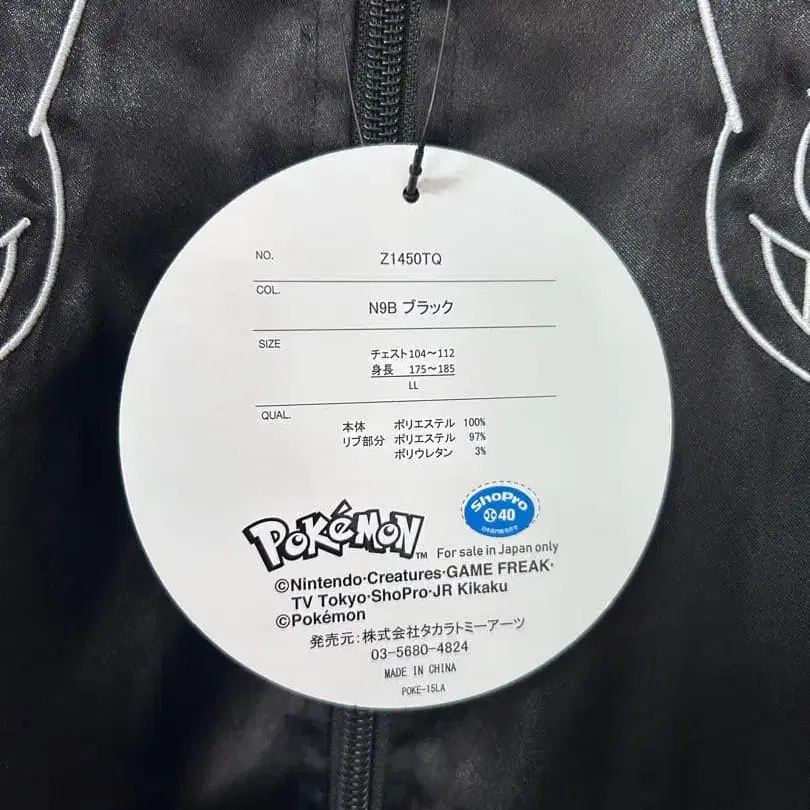 NO. Z1450TQ
COL. N9B ブラック
SIZE チェスト104～112
身長 175～185
LL
QUAL. 本体 ポリエステル 100%
リブ部分 ポリエステル 97%
ポリウレタン 3%
ShoPro
40
POKéMON™ For sale in Japan only
©Nintendo・Creatures・GAME FREAK・
TV Tokyo・ShoPro・JR Kikaku
©Pokémon
発売元：株式会社タカラトミーアーツ
03-5680-4824
MADE IN CHINA
POKE-15LA